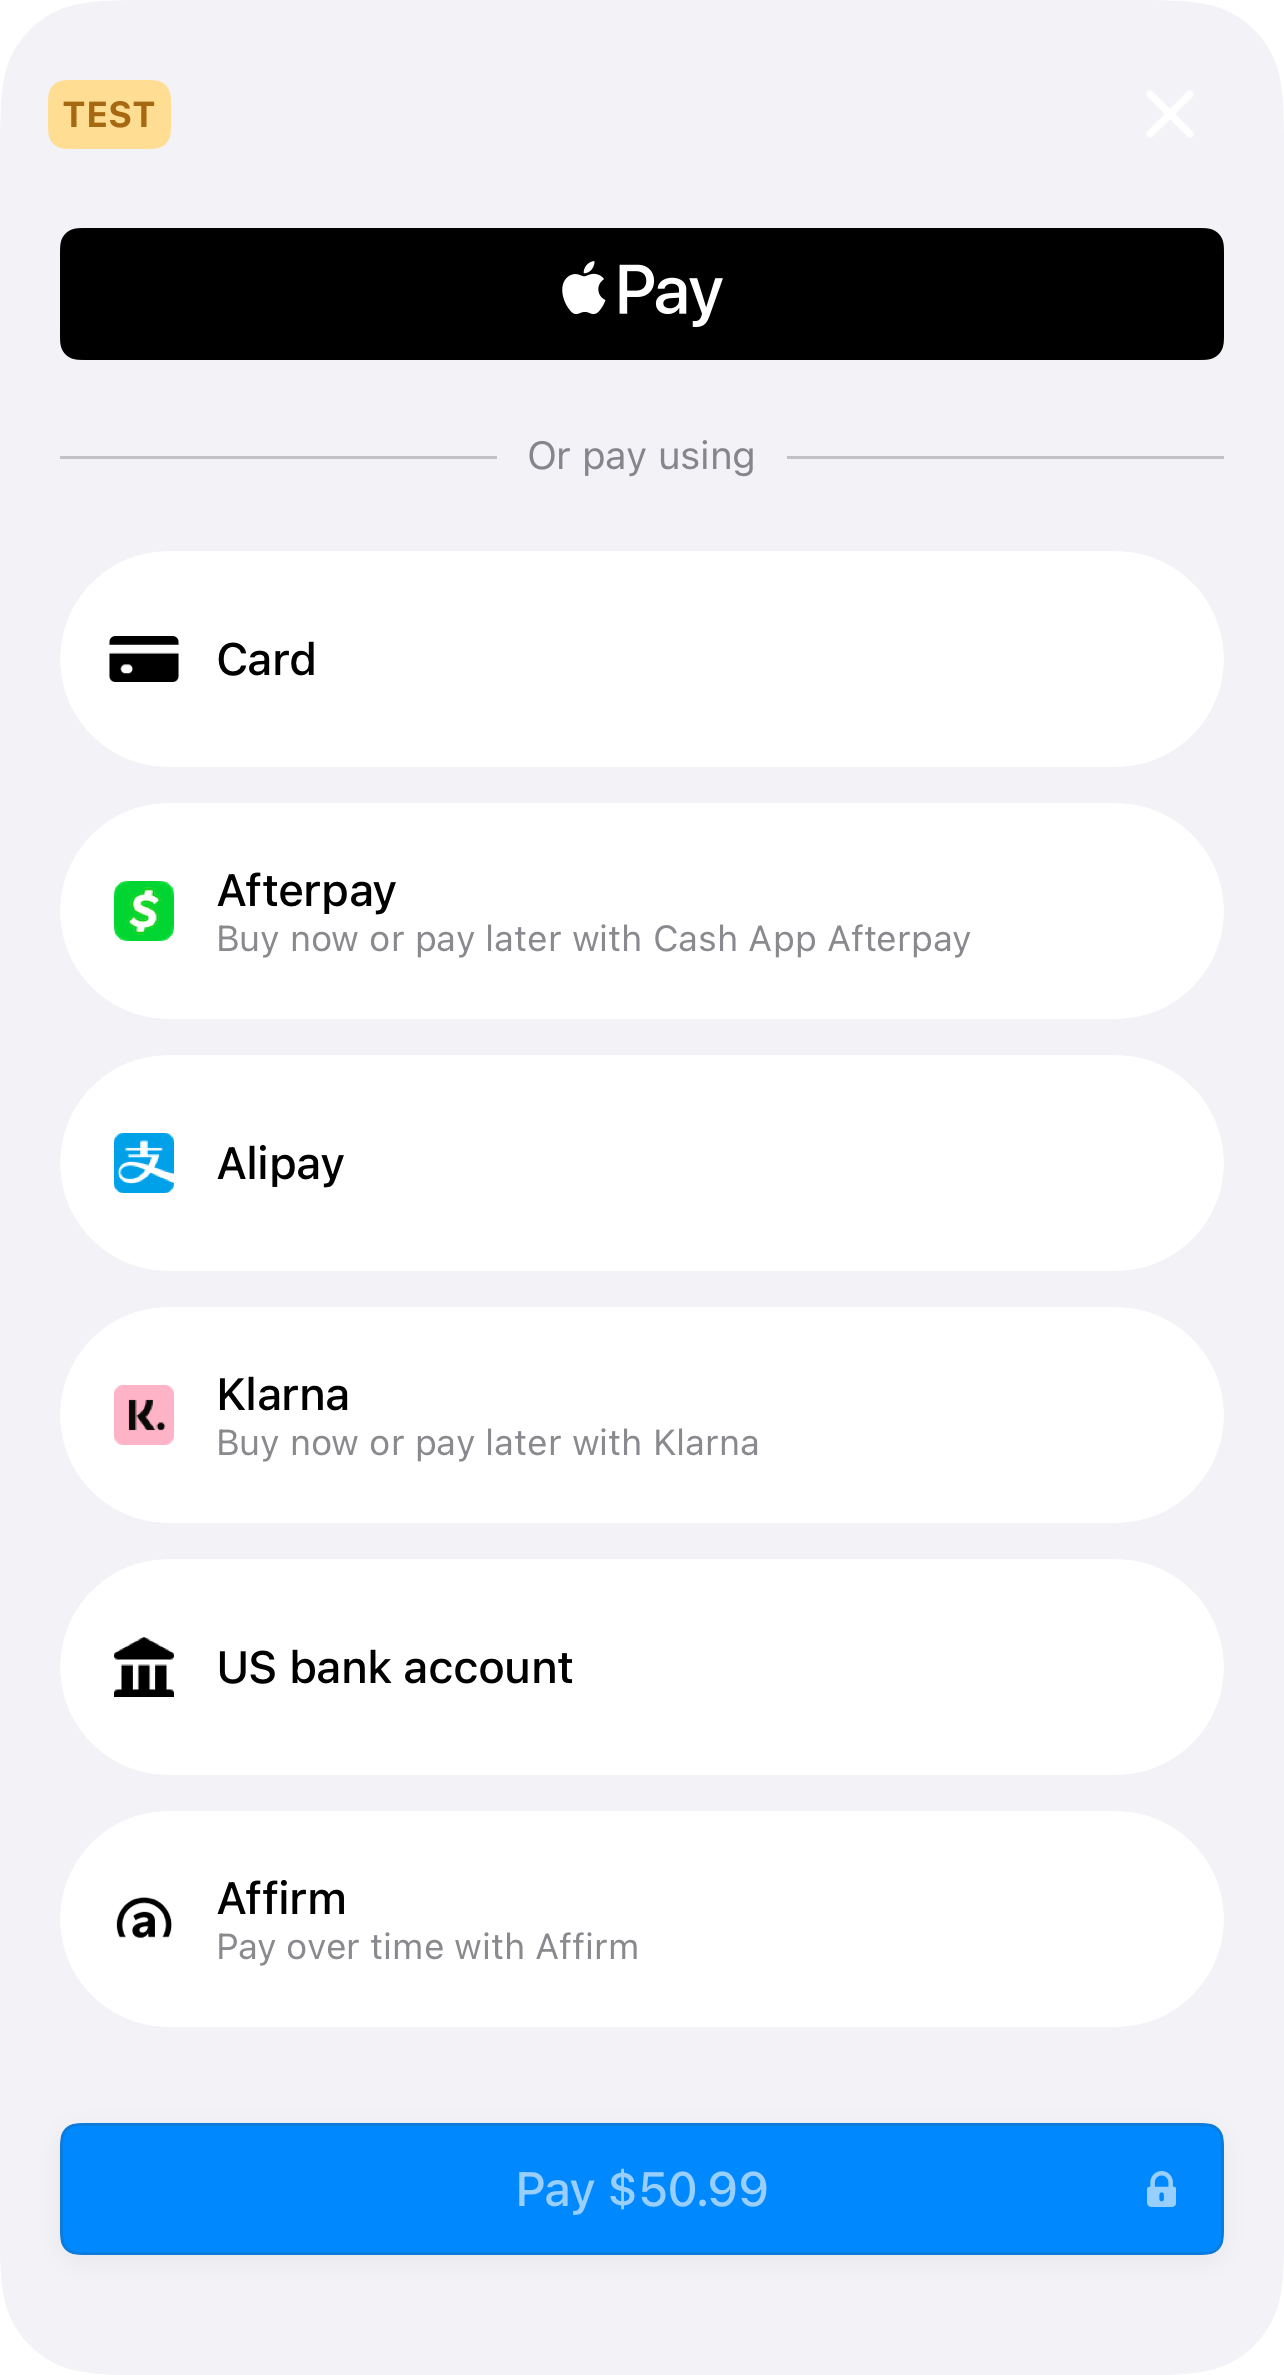 TEST
Pay
Or pay using
Card
Afterpay
Buy now or pay later with Cash App Afterpay
支
Alipay
K.
Klarna
Buy now or pay later with Klarna
US bank account
a
Affirm
Pay over time with Affirm
Pay $50.99